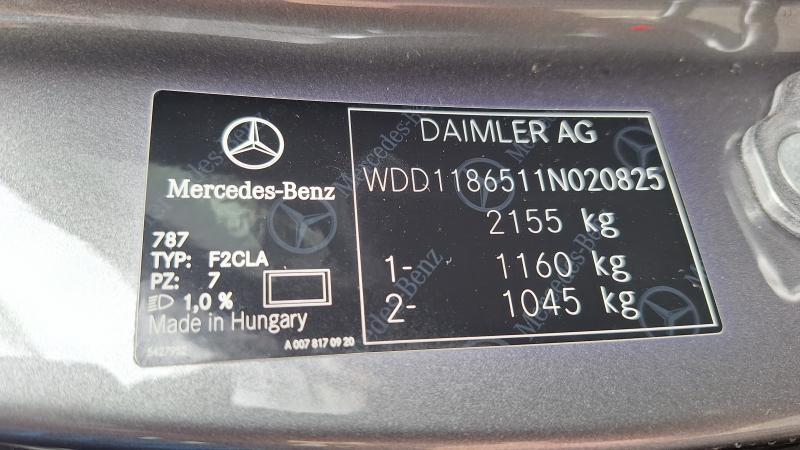 Mercedes-Benz
787
TYP: F2CLA
PZ: 7
1,0 %
Made in Hungary
A 007 817 09 20
DAIMLER AG
WDD1186511N020825
2155 kg
1- 1160 kg
2- 1045 kg